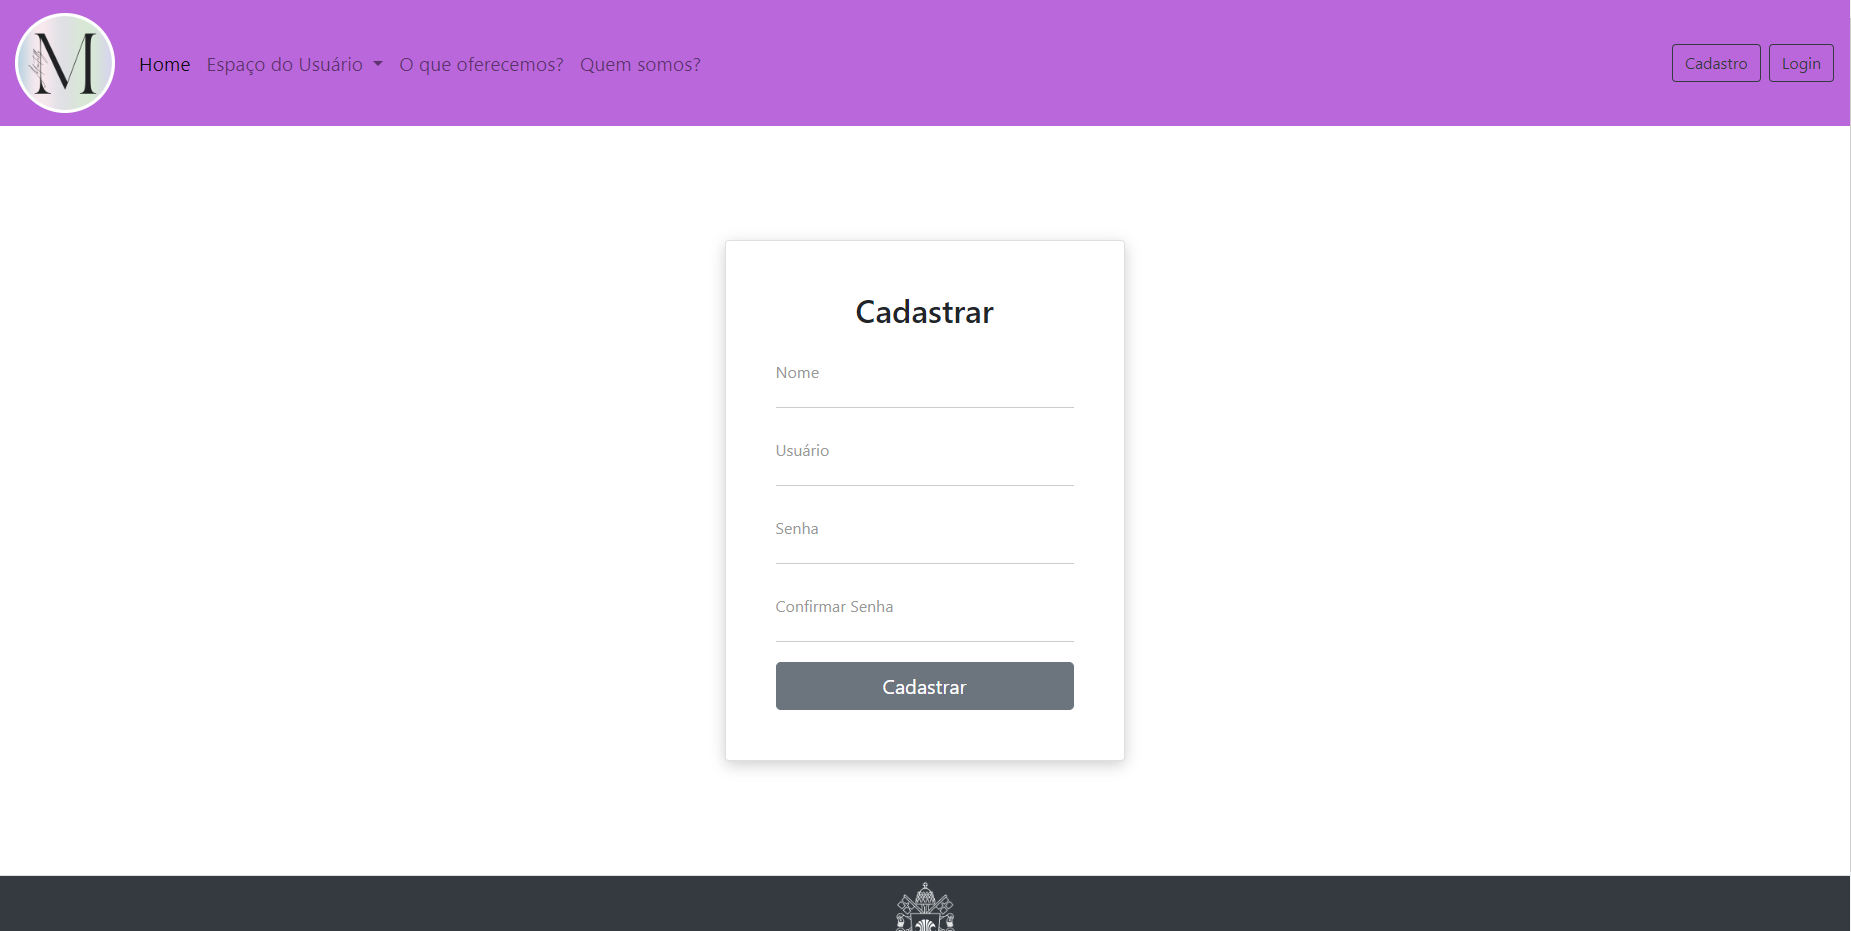 M
Home Espaço do Usuário O que oferecemos? Quem somos? Cadastro Login
Cadastrar
Nome
Usuário
Senha
Confirmar Senha
Cadastrar